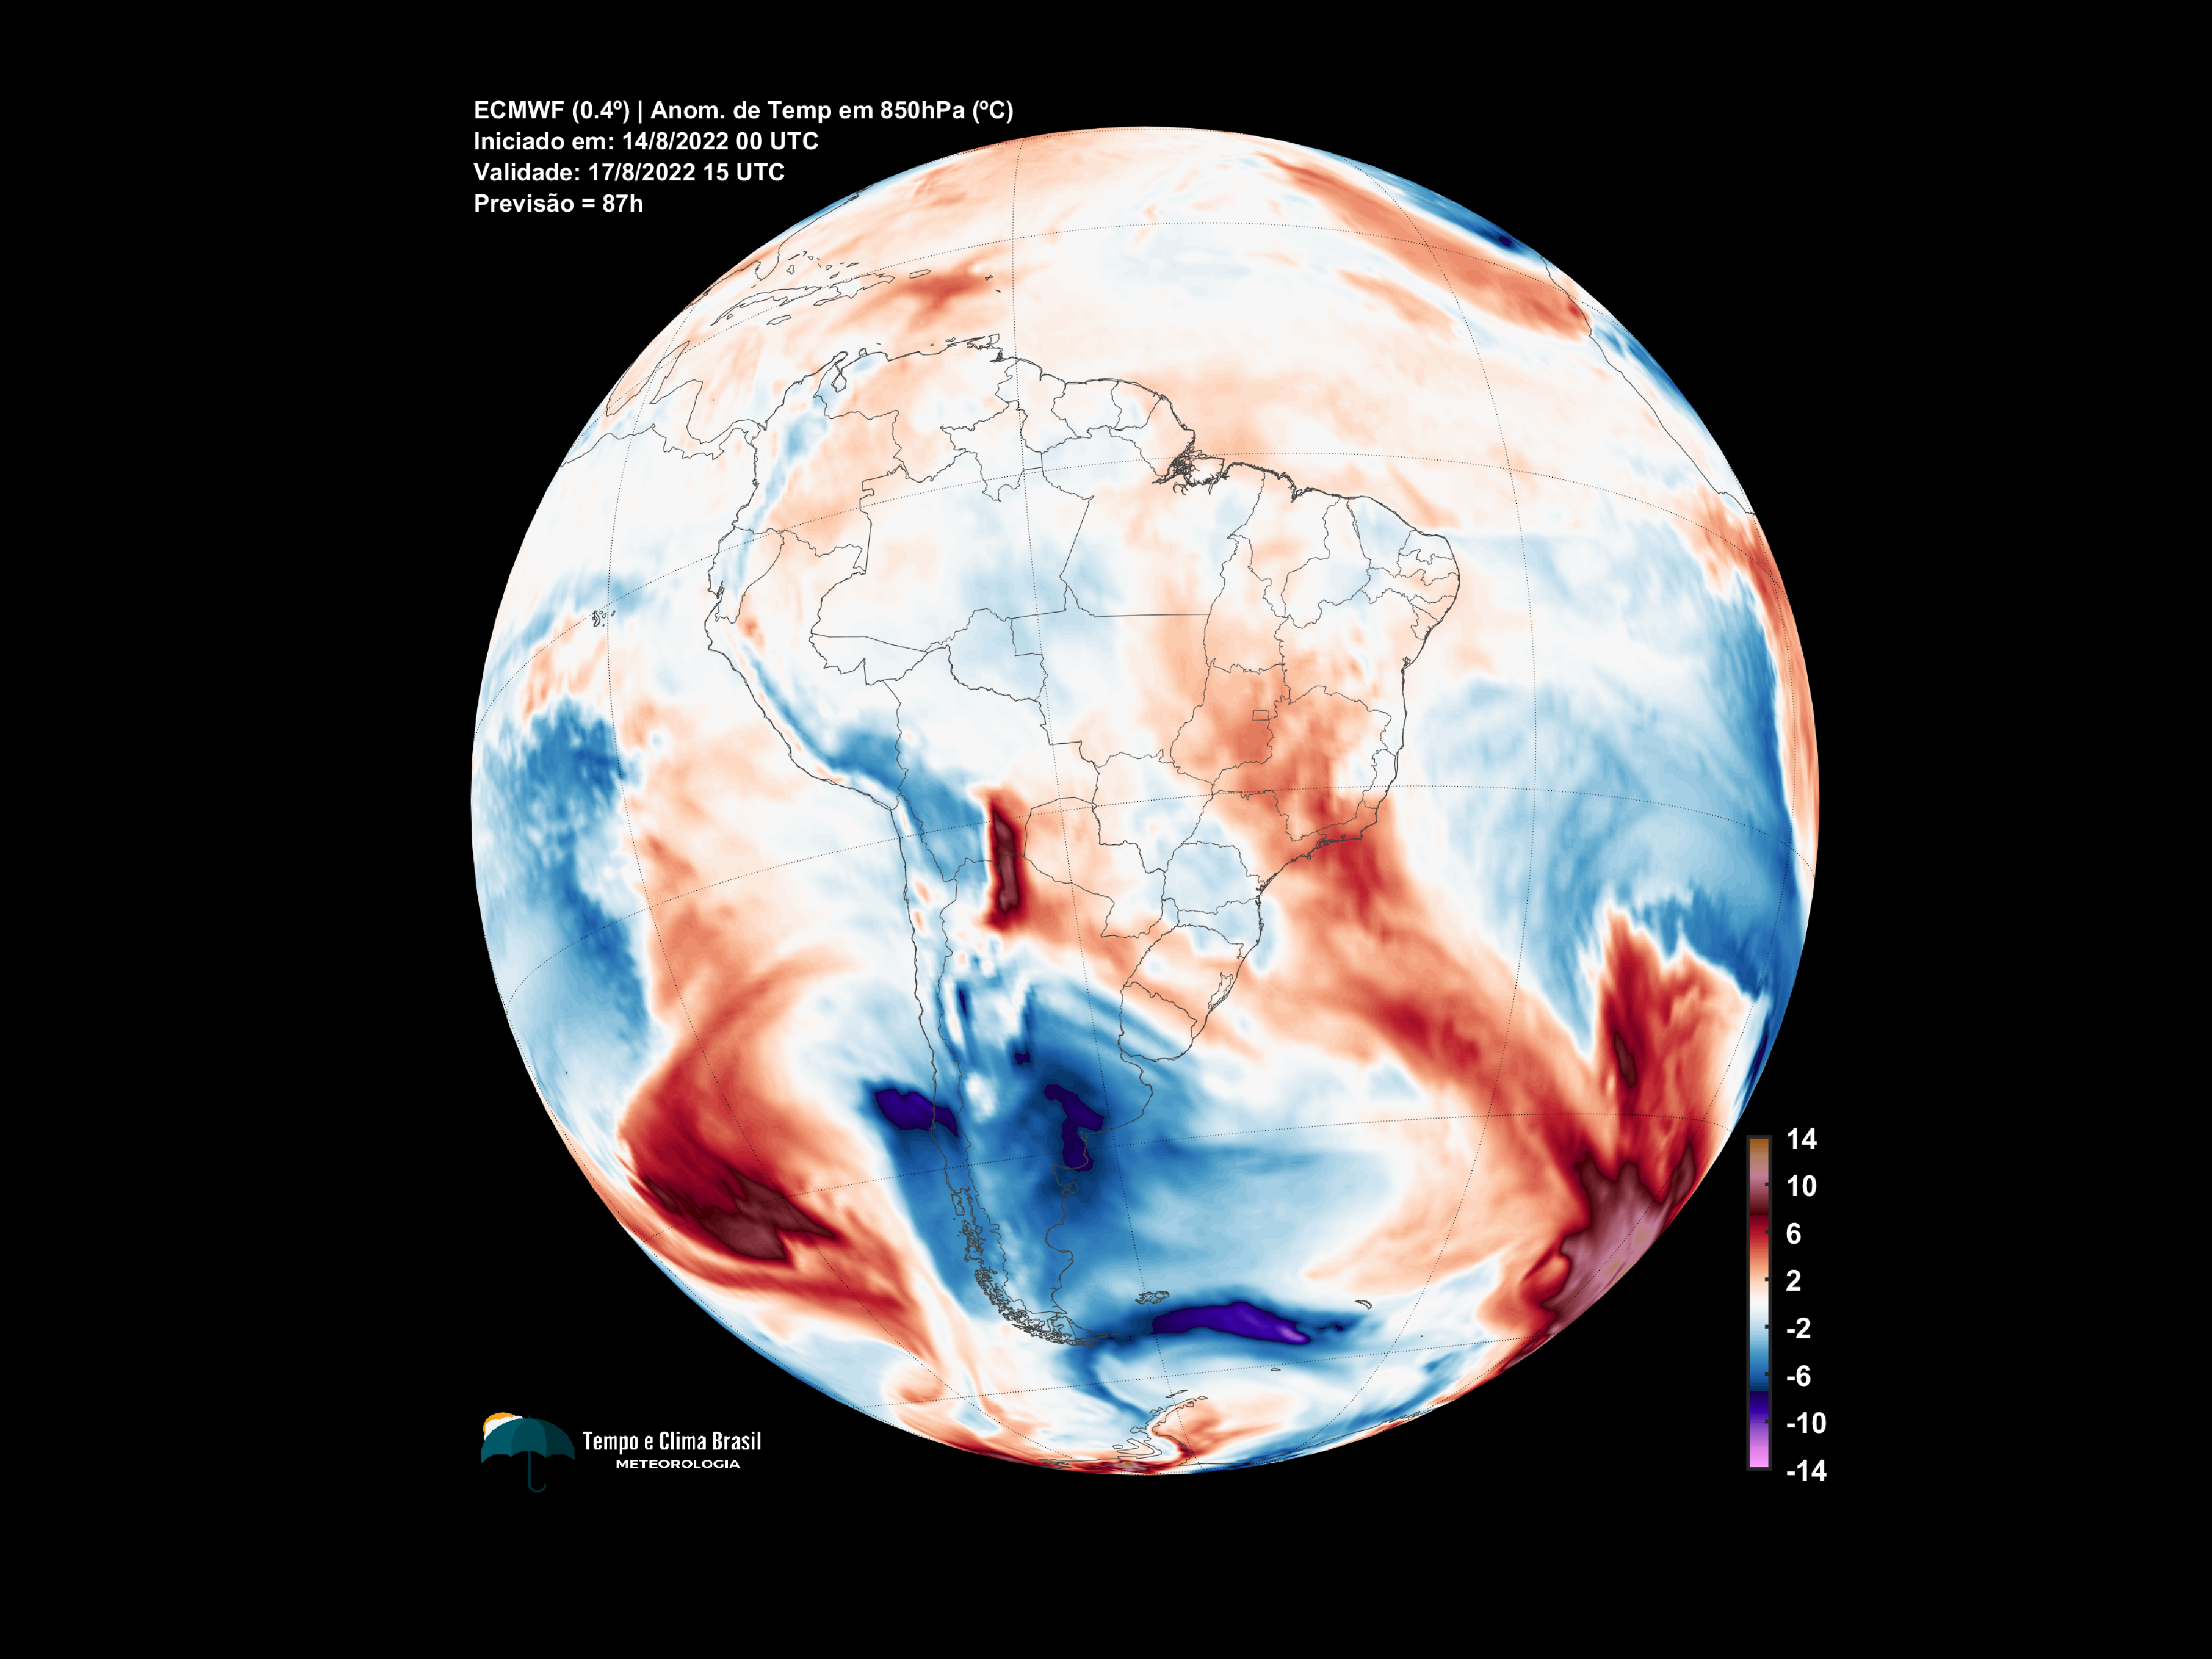 ECMWF (0.4º) | Anom. de Temp em 850hPa (ºC)
Iniciado em: 14/8/2022 00 UTC
Validade: 17/8/2022 15 UTC
Previsão = 87h
14
10
6
2
-2
-6
-10
-14
Tempo e Clima Brasil
METEOROLOGIA